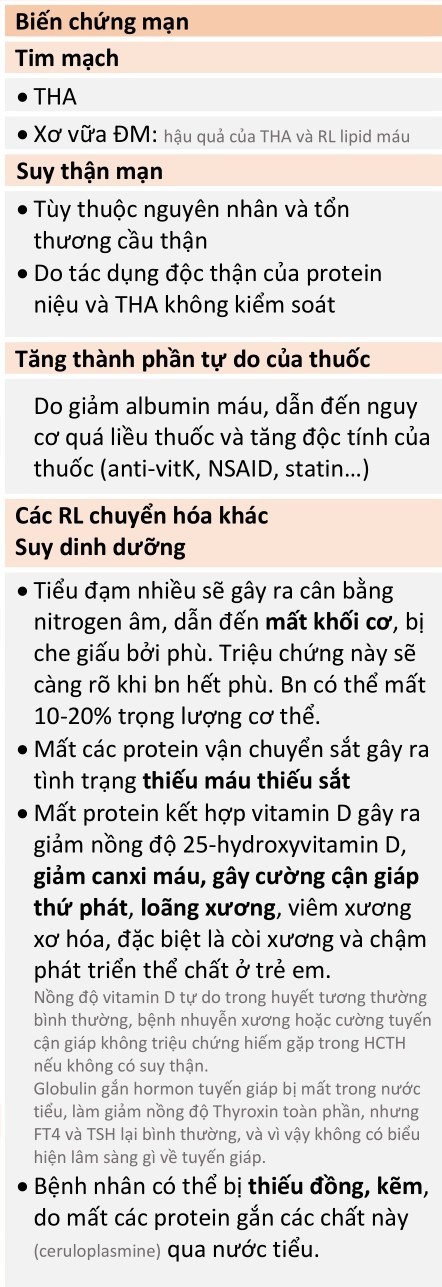 Biến chứng mạn
Tim mạch
• THA
• Xơ vữa ĐM: hậu quả của THA và RL lipid máu
Suy thận mạn
• Tùy thuộc nguyên nhân và tổn
thương cầu thận
• Do tác dụng độc thận của protein
niệu và THA không kiểm soát
Tăng thành phần tự do của thuốc
Do giảm albumin máu, dẫn đến nguy
cơ quá liều thuốc và tăng độc tính của
thuốc (anti-vitK, NSAID, statin…)
Các RL chuyển hóa khác
Suy dinh dưỡng
• Tiểu đạm nhiều sẽ gây ra cân bằng
nitrogen âm, dẫn đến mất khối cơ, bị
che giấu bởi phù. Triệu chứng này sẽ
càng rõ khi bn hết phù. Bn có thể mất
10-20% trọng lượng cơ thể.
• Mất các protein vận chuyển sắt gây ra
tình trạng thiếu máu thiếu sắt
• Mất protein kết hợp vitamin D gây ra
giảm nồng độ 25-hydroxyvitamin D,
giảm canxi máu, gây cường cận giáp
thứ phát, loãng xương, viêm xương
xơ hóa, đặc biệt là còi xương và chậm
phát triển thể chất ở trẻ em.
Nồng độ vitamin D tự do trong huyết tương thường
bình thường, bệnh nhuyễn xương hoặc cường tuyến
cận giáp không triệu chứng hiếm gặp trong HCTH
nếu không có suy thận.
Globulin gắn hormon tuyến giáp bị mất trong nước
tiểu, làm giảm nồng độ Thyroxin toàn phần, nhưng
FT4 và TSH lại bình thường, và vì vậy không có biểu
hiện lâm sàng gì về tuyến giáp.
• Bệnh nhân có thể bị thiếu đồng, kẽm,
do mất các protein gắn các chất này
(ceruloplasmine) qua nước tiểu.